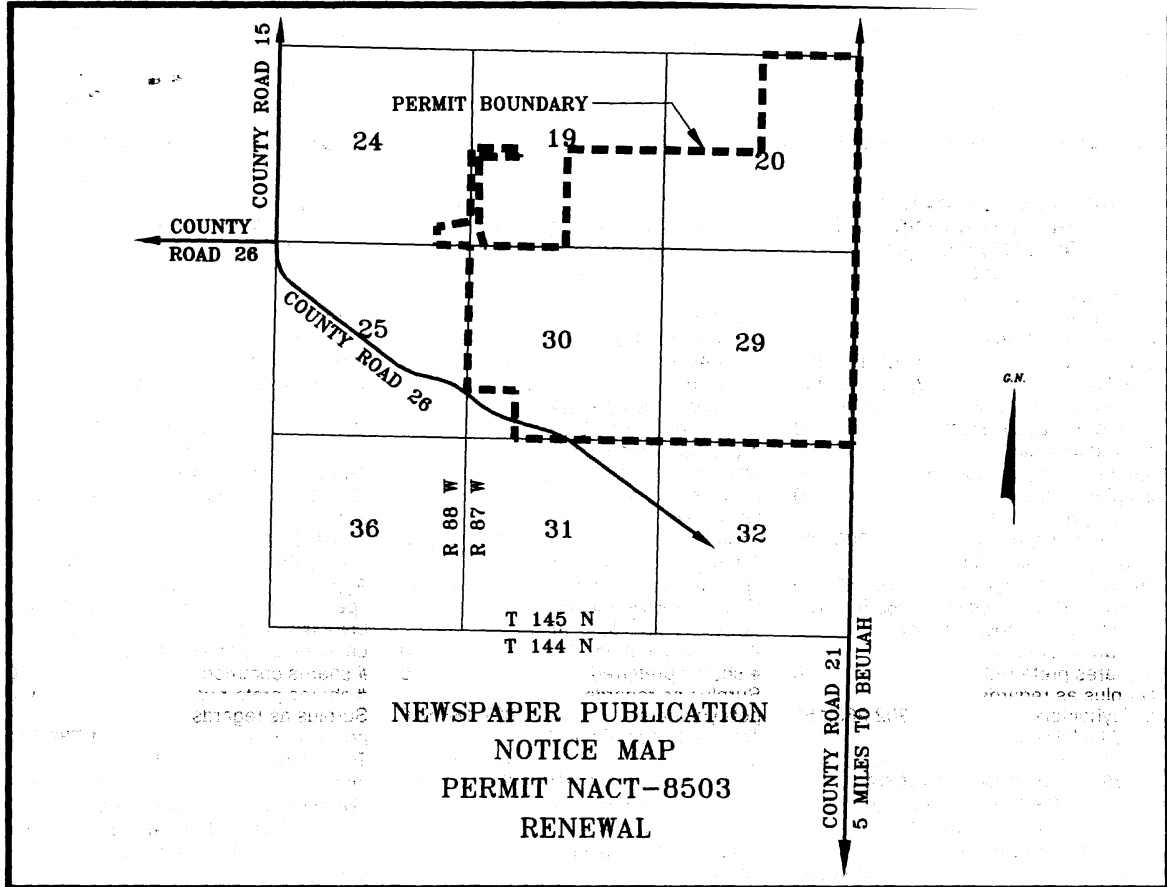 COUNTY ROAD 15
PERMIT BOUNDARY
24
19
20
COUNTY
ROAD 26
25
COUNTY ROAD 26
30
29
G.N.
36
R 88 W
R 87 W
31
32
T 145 N
T 144 N
COUNTY ROAD 21
5 MILES TO BEULAH
NEWSPAPER PUBLICATION
NOTICE MAP
PERMIT NACT-8503
RENEWAL